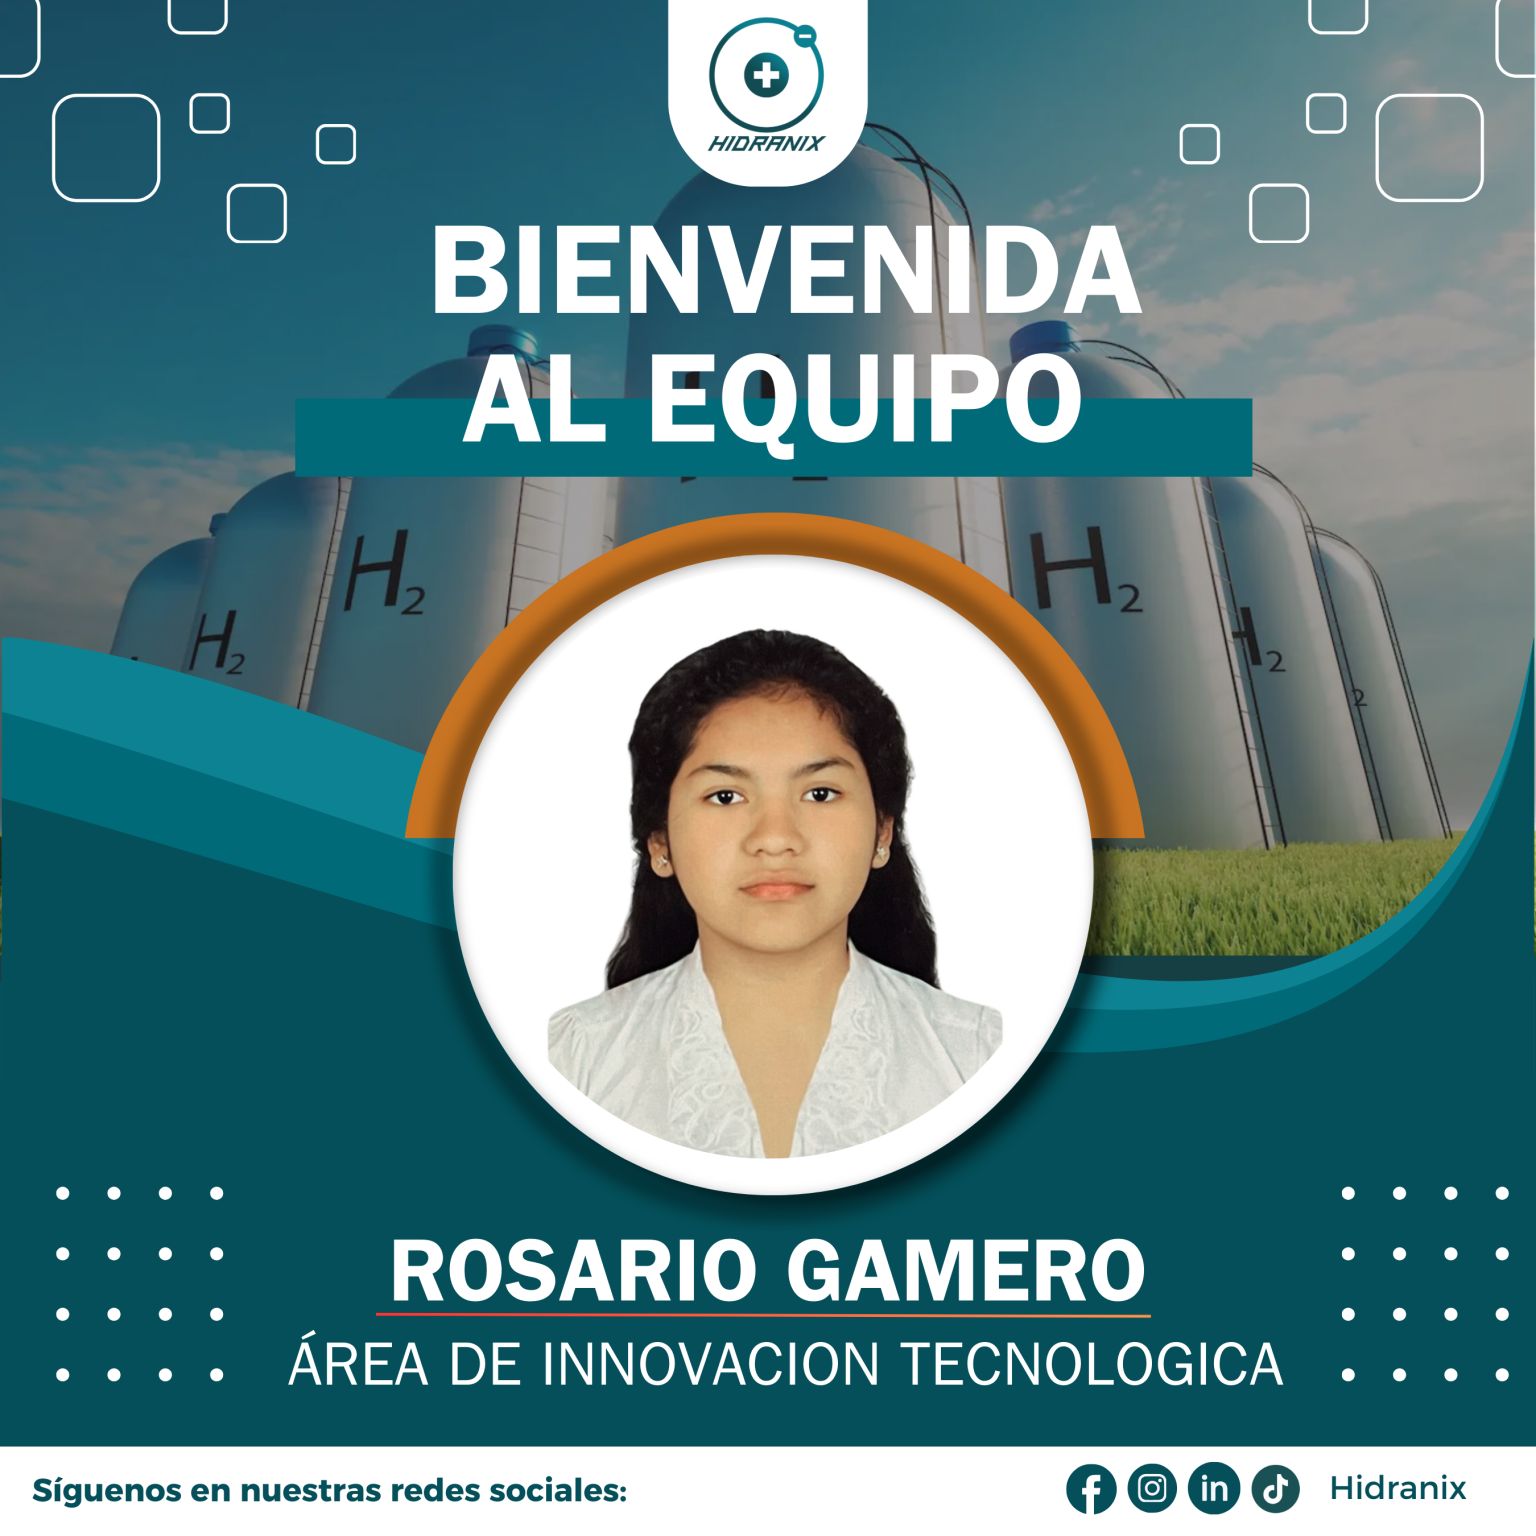 HIDRANIX
BIENVENIDA
AL EQUIPO
H2
H2
H2
H2
2
ROSARIO GAMERO
ÁREA DE INNOVACION TECNOLOGICA
Síguenos en nuestras redes sociales:
Hidranix